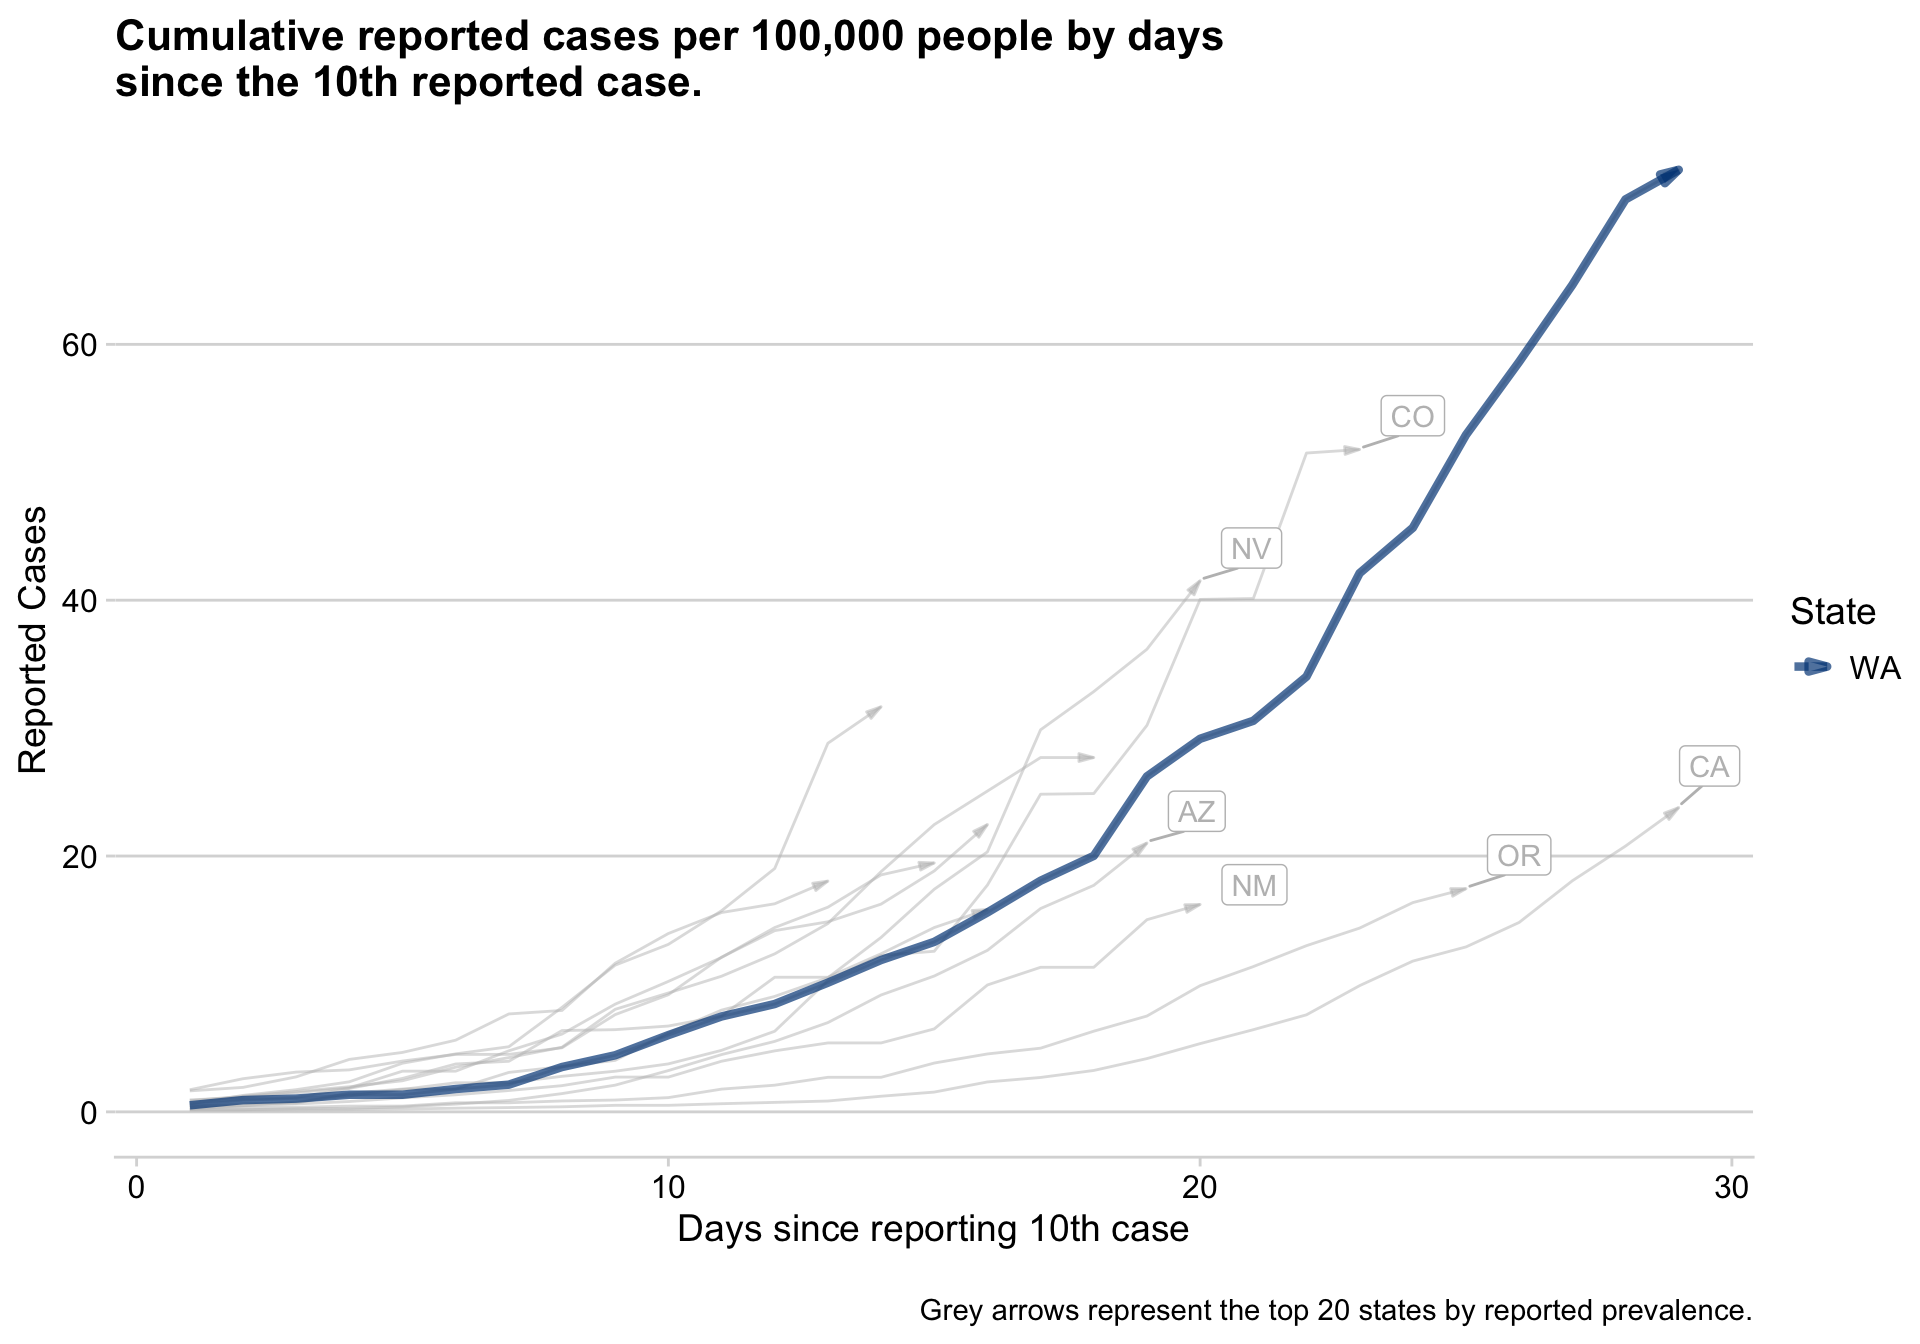 Cumulative reported cases per 100,000 people by days
since the 10th reported case.
Reported Cases
60
40
20
0
CO
NV
CA
AZ
OR
NM
State
WA
0
10
20
30
Days since reporting 10th case
Grey arrows represent the top 20 states by reported prevalence.